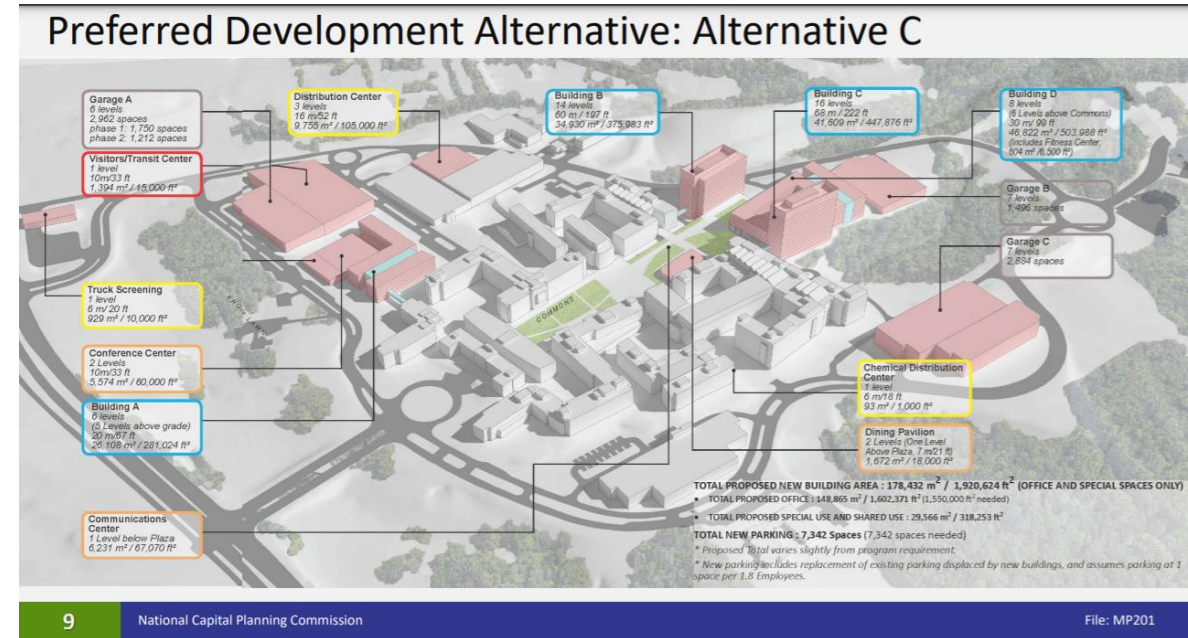 Preferred Development Alternative: Alternative C
Garage A
6 levels
2,962 spaces
phase 1: 1,750 spaces
phase 2: 1,212 spaces
Distribution Center
3 levels
16 m/52 ft
9,755 m² / 105,000 ft²
Building B
14 levels
60 m / 197 ft
34,930 m² / 375,983 ft²
Building C
16 levels
68 m / 222 ft
41,609 m² / 447,876 ft²
Building D
8 levels
(6 Levels above Commons)
30 m/ 99 ft
46,822 m² / 503,988 ft²
(Includes Fitness Center,
604 m² /6,500 ft²)
Visitors/Transit Center
1 level
10m/33 ft
1,394 m² / 15,000 ft²
Garage B
7 levels
1,496 spaces
Garage C
7 levels
2,884 spaces
Truck Screening
1 level
6 m/ 20 ft
929 m² / 10,000 ft²
FRONT LAWN
COMMONS
Conference Center
2 Levels
10m/33 ft
5,574 m² / 60,000 ft²
Building A
6 levels
(5 Levels above grade)
20 m/67 ft
26,108 m² / 281,024 ft²
Chemical Distribution
Center
1 level
6 m/18 ft
93 m² / 1,000 ft²
Dining Pavilion
2 Levels (One Level
Above Plaza, 7 m/21 ft)
1,672 m² / 18,000 ft²
Communications
Center
1 Level below Plaza
6,231 m² / 67,070 ft²
TOTAL PROPOSED NEW BUILDING AREA : 178,432 m² / 1,920,624 ft² (OFFICE AND SPECIAL SPACES ONLY)
• TOTAL PROPOSED OFFICE : 148,865 m² / 1,602,371 ft² (1,550,000 ft² needed)
• TOTAL PROPOSED SPECIAL USE AND SHARED USE : 29,566 m² / 318,253 ft²
TOTAL NEW PARKING : 7,342 Spaces (7,342 spaces needed)
* Proposed Total varies slightly from program requirement.
* New parking includes replacement of existing parking displaced by new buildings, and assumes parking at 1
space per 1.8 Employees.
9
National Capital Planning Commission
File: MP201